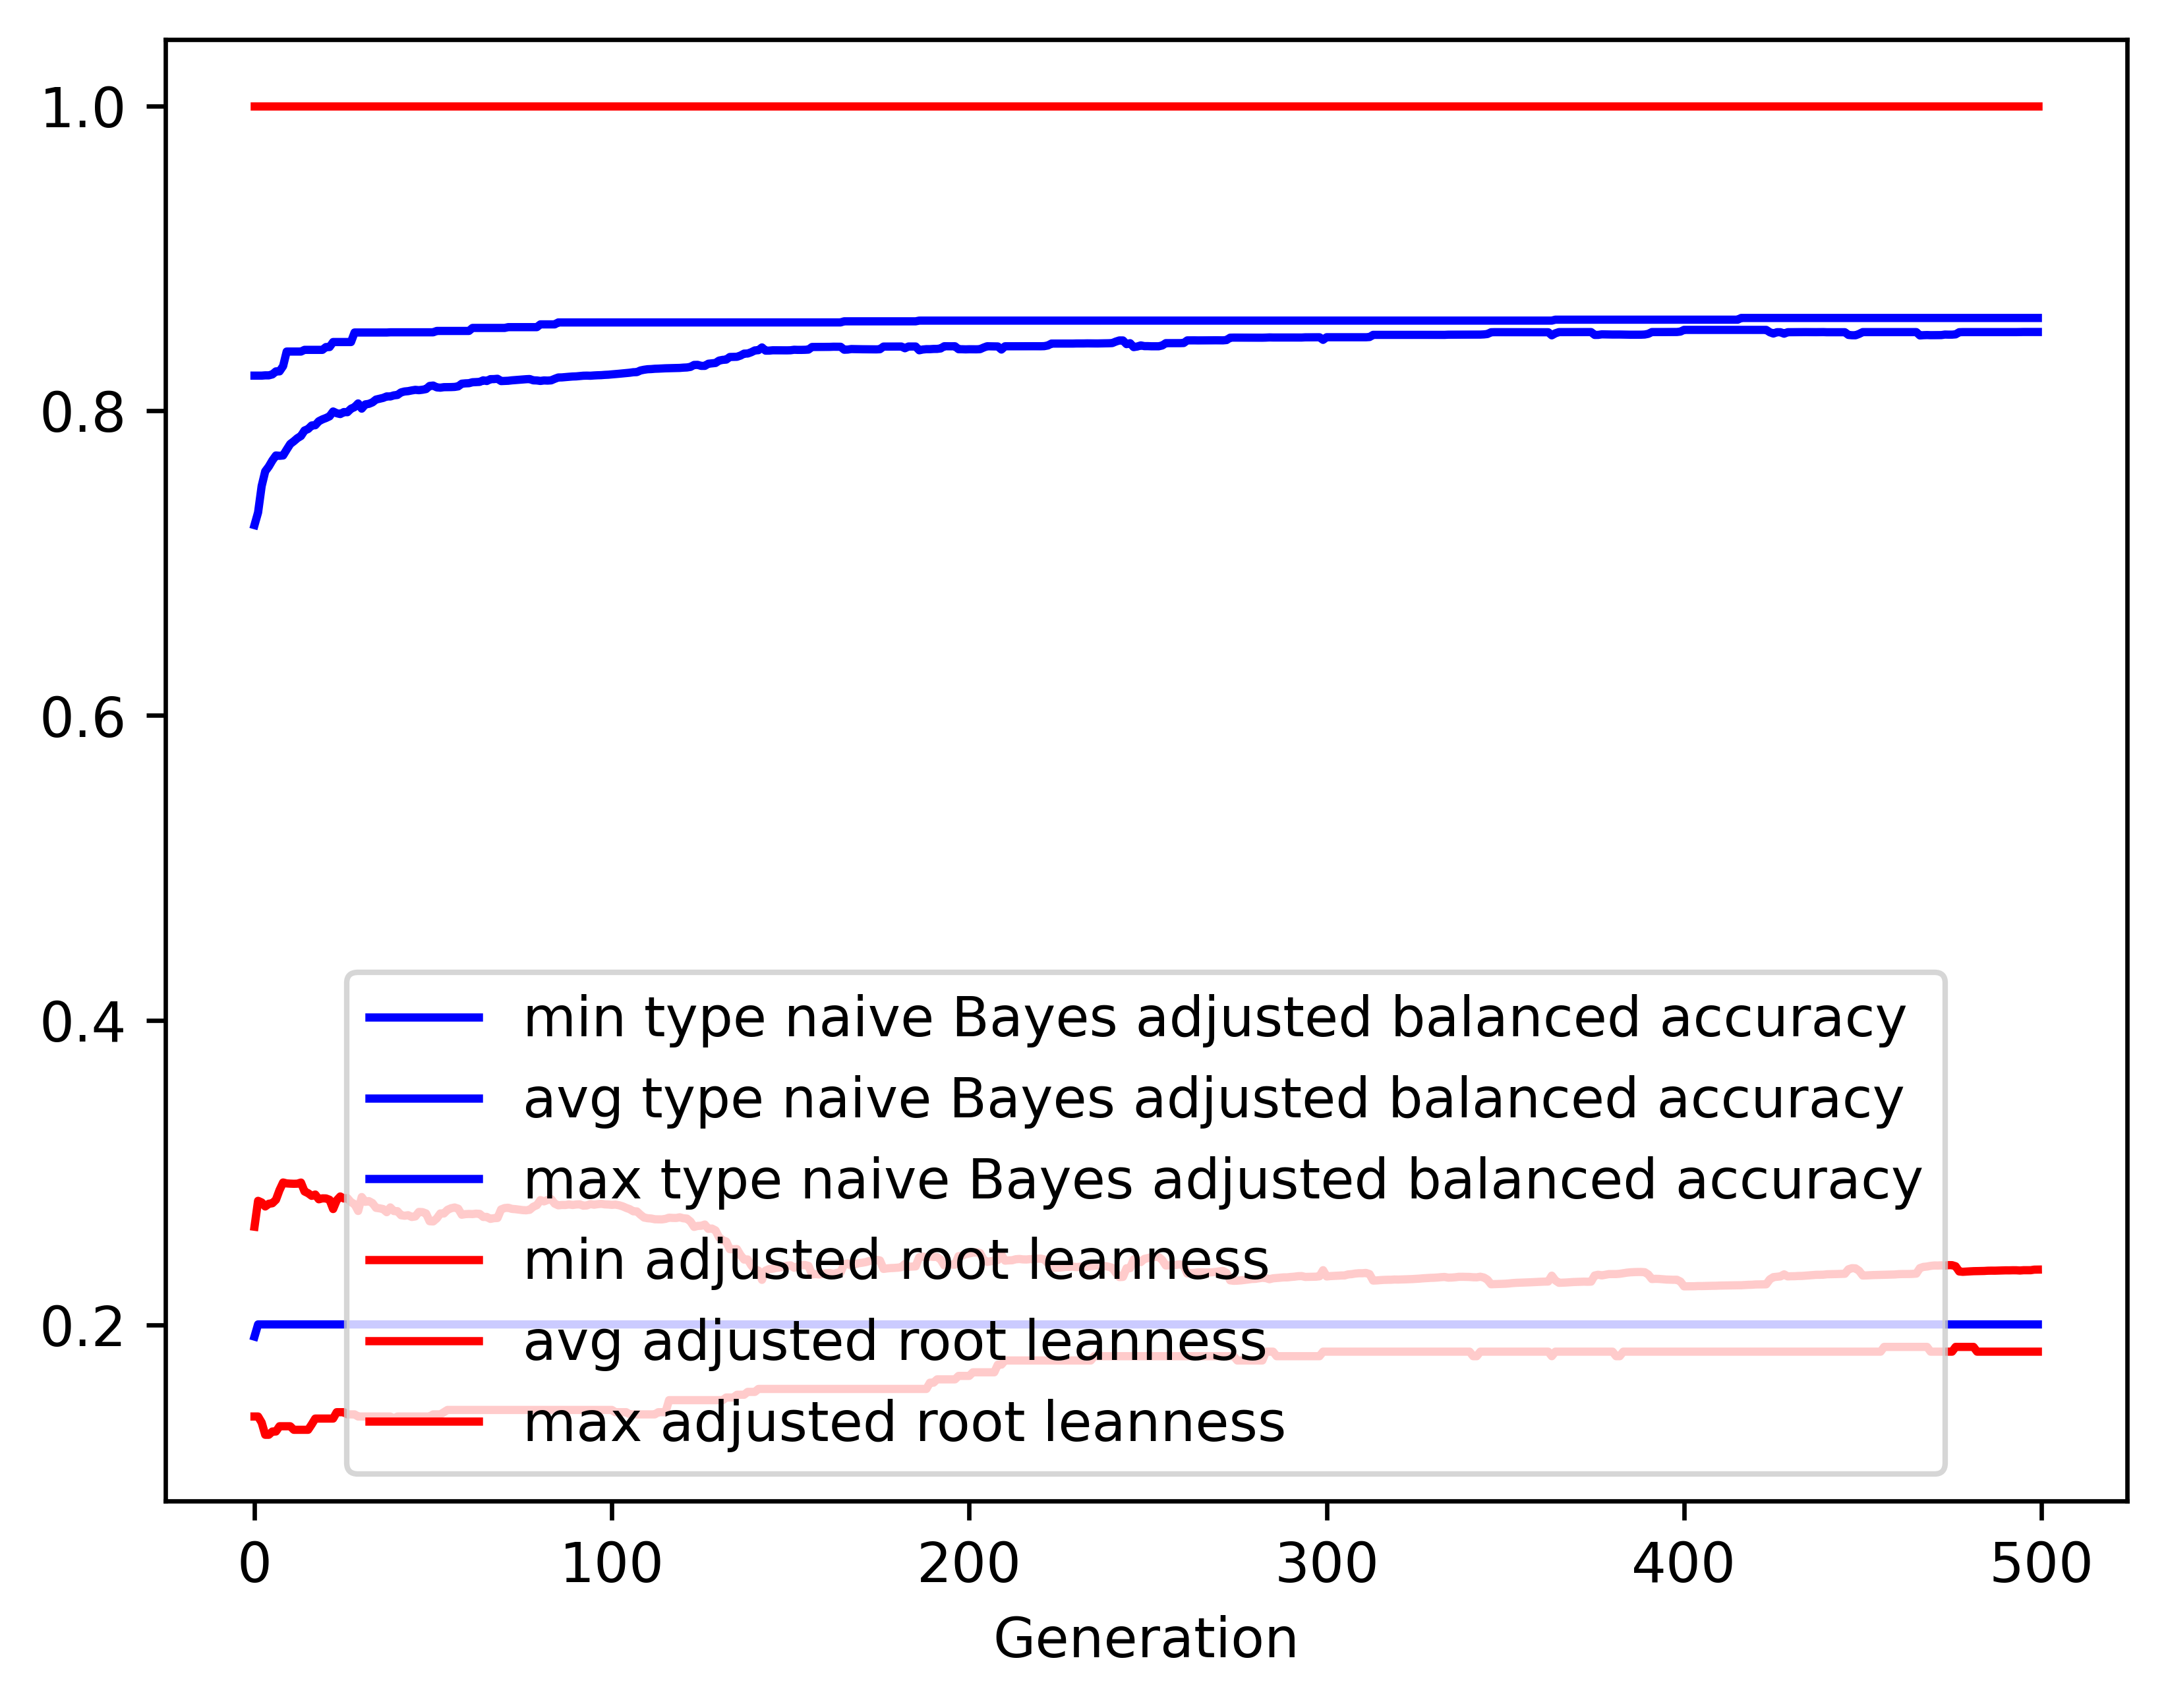 1.0
0.8
0.6
0.4
0.2
min type naive Bayes adjusted balanced accuracy
avg type naive Bayes adjusted balanced accuracy
max type naive Bayes adjusted balanced accuracy
min adjusted root leanness
avg adjusted root leanness
max adjusted root leanness
0 100 200 300 400 500
Generation